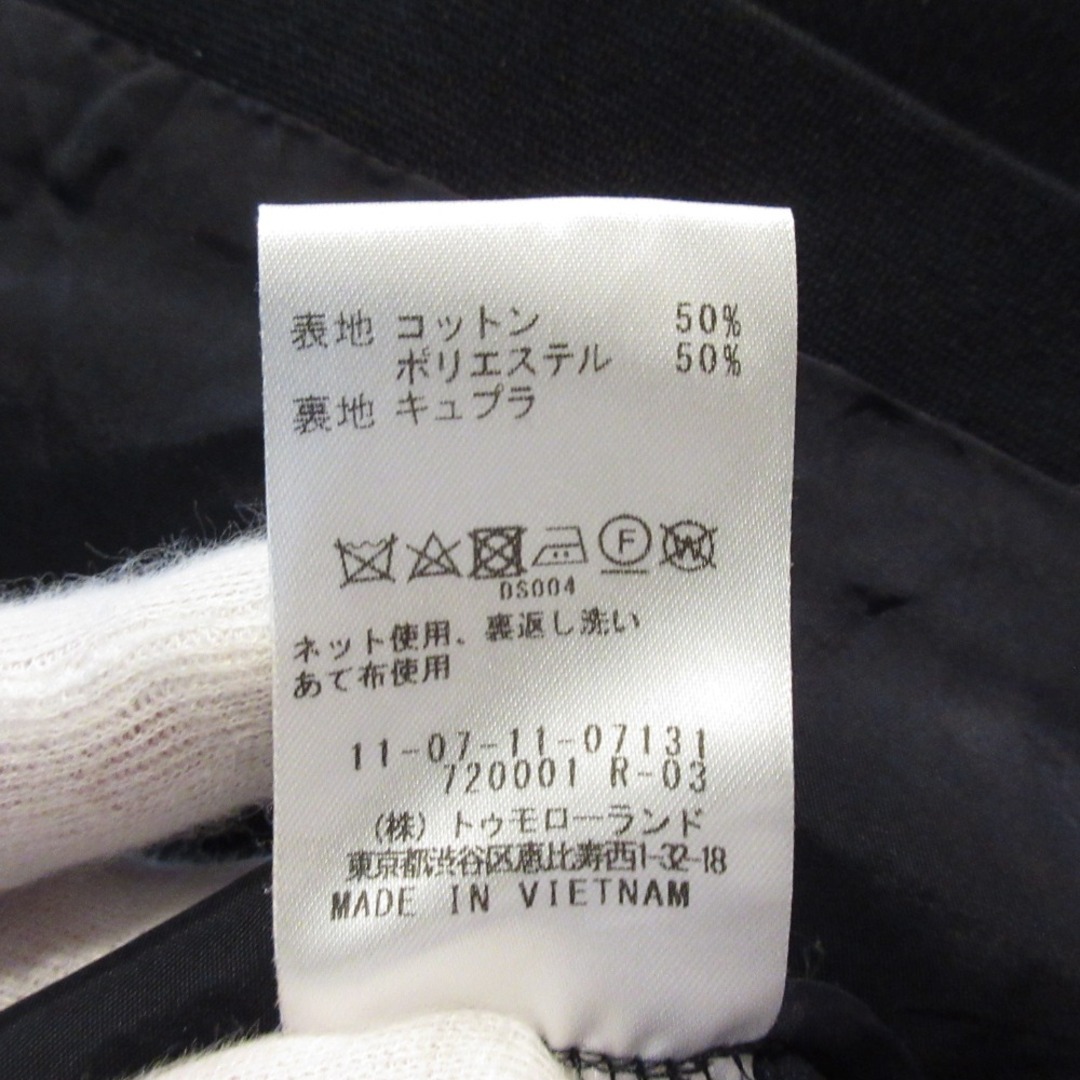 表地 コットン 50%
ポリエステル 50%
裏地 キュプラ
F W
DS004
ネット使用、裏返し洗い
あて布使用
11-07-11-07131
720001 R-03
(株)トゥモローランド
東京都渋谷区恵比寿西1-32-18
MADE IN VIETNAM